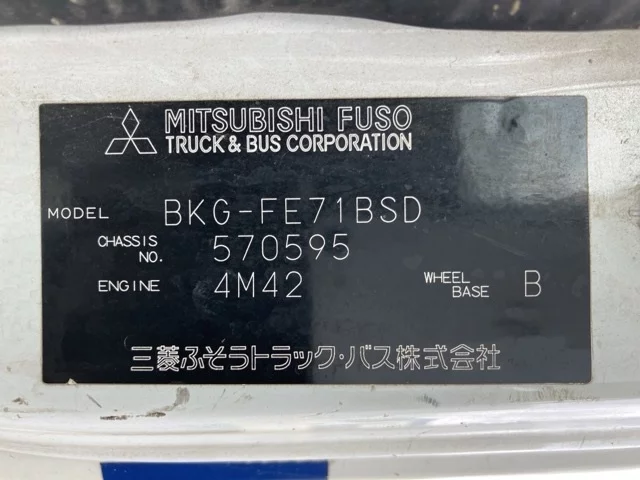 MITSUBISHI FUSO
TRUCK & BUS CORPORATION
MODEL BKG-FE71BSD
CHASSIS NO. 570595
ENGINE 4M42 WHEEL BASE B
三菱ふそうトラック・バス株式会社